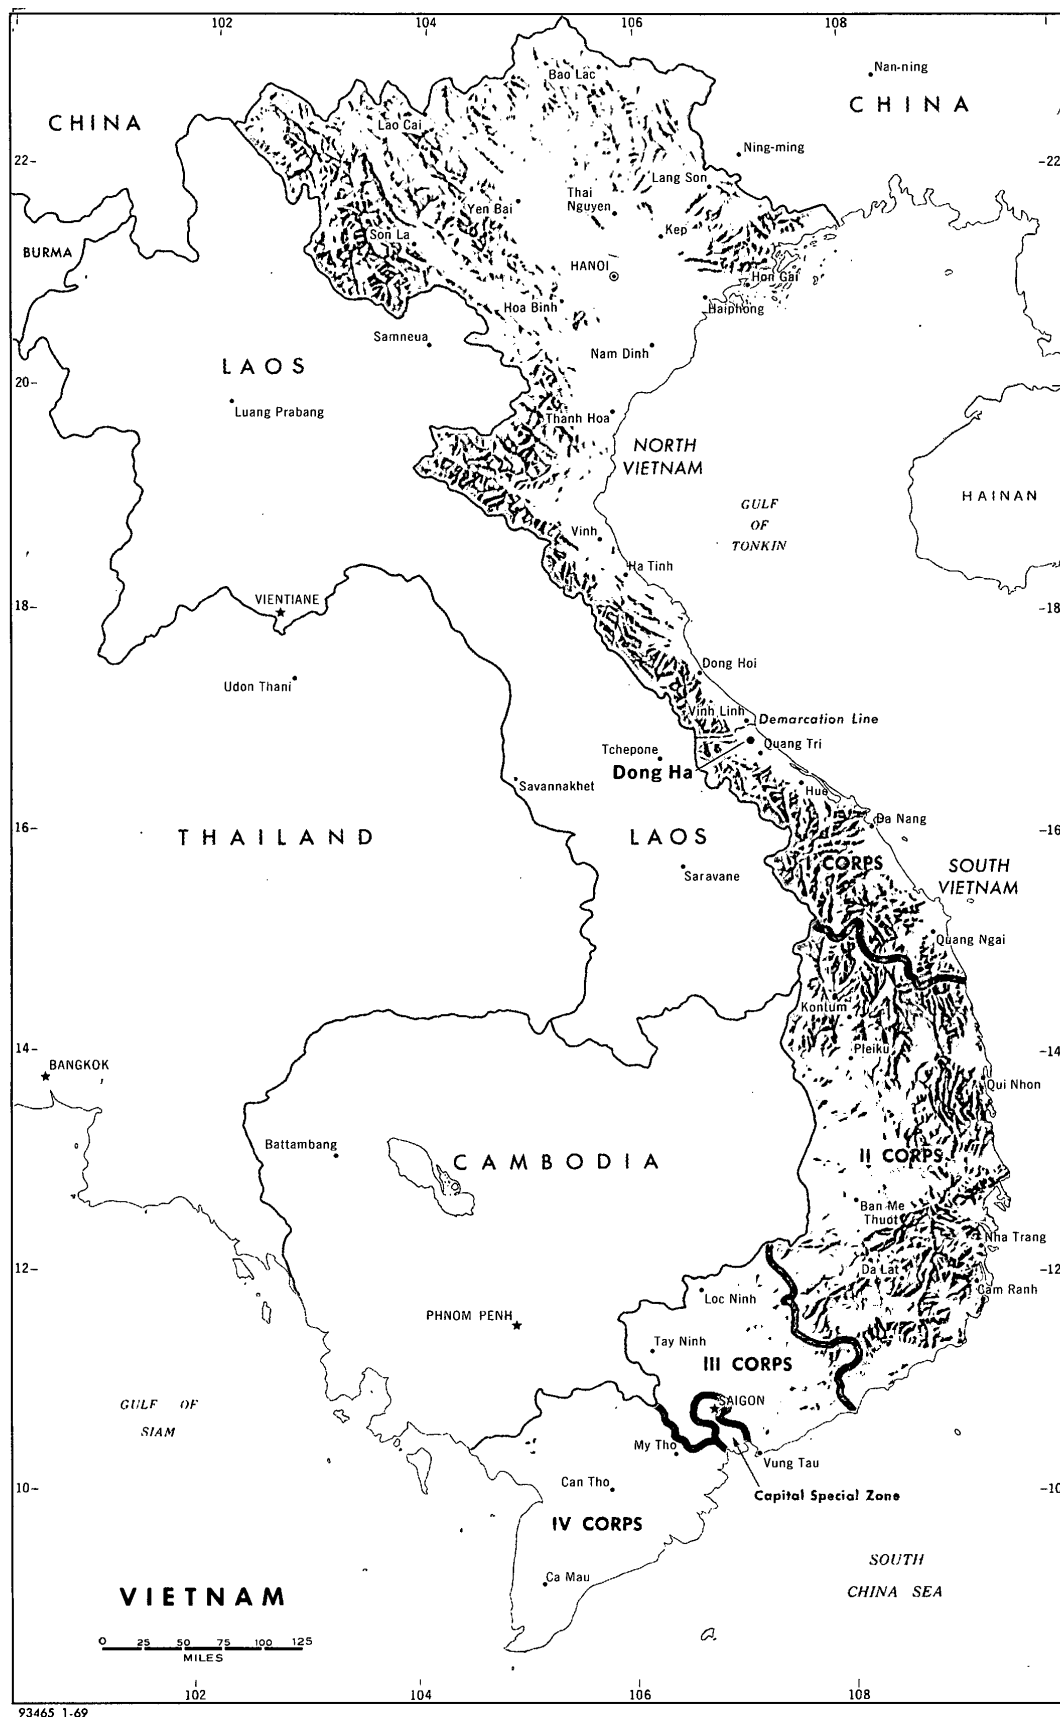 102
104
106
108
Nan-ning
Bao Lac
CHINA
CHINA
Lao Cai
Ning-ming
22
22
Lang Son
Thai
Nguyen
Yen Bai
Kep
Son La
BURMA
HANOI
Hon Gai
Hoa Binh
Haiphong
Samneua
Nam Dinh
LAOS
20
Luang Prabang
Thanh Hoa
NORTH
VIETNAM
HAINAN
GULF
OF
TONKIN
Vinh
Ha Tinh
VIENTIANE
18
18
Dong Hoi
Udon Thani
Vinh Linh
Demarcation Line
Quang Tri
Tchepone
Dong Ha
Savannakhet
Hue
Da Nang
16
16
THAILAND
LAOS
I CORPS
SOUTH
VIETNAM
Saravane
Quang Ngai
Kontum
14
14
Pleiku
BANGKOK
Qui Nhon
Battambang
CAMBODIA
II CORPS
Ban Me
Thuot
Nha Trang
12
12
Da Lat
Cam Ranh
Loc Ninh
PHNOM PENH
Tay Ninh
III CORPS
GULF OF
SIAM
SAIGON
My Tho
Vung Tau
Can Tho
10
10
Capital Special Zone
IV CORPS
SOUTH
CHINA SEA
Ca Mau
VIETNAM
0 25 50 75 100 125
MILES
102
104
106
108
93465 1-69